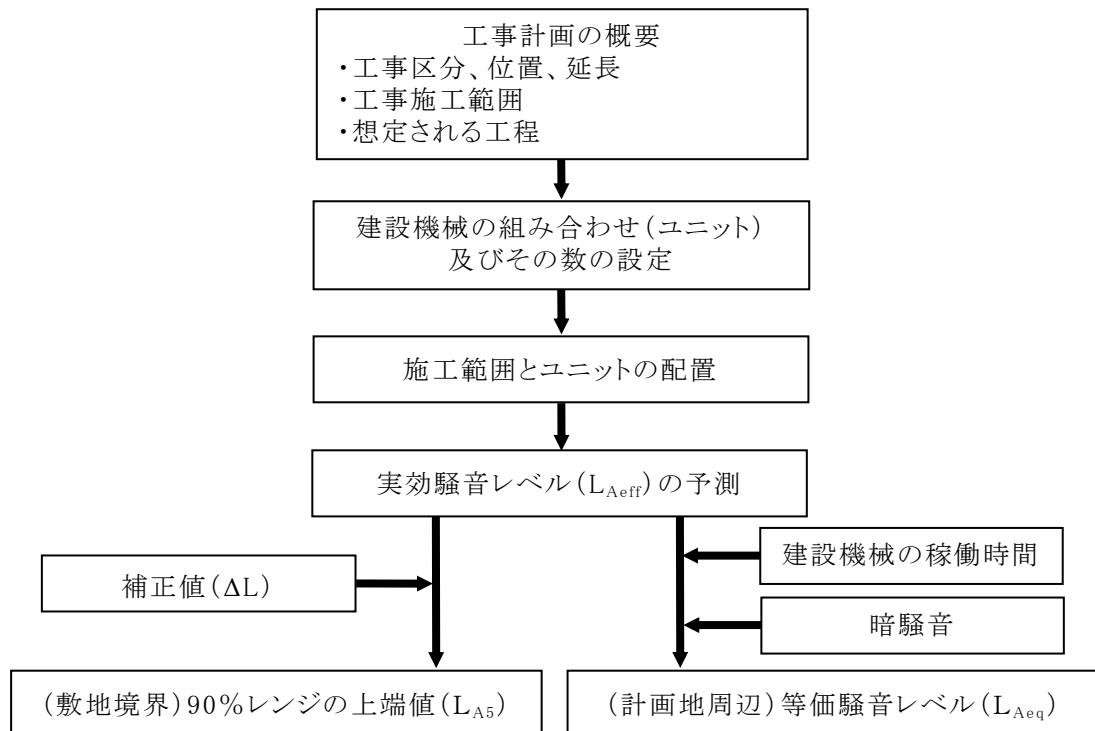 工事計画の概要
・工事区分、位置、延長
・工事施工範囲
・想定される工程
建設機械の組み合わせ(ユニット)
及びその数の設定
施工範囲とユニットの配置
実効騒音レベル(LAeff)の予測
建設機械の稼働時間
補正値(ΔL)
暗騒音
(敷地境界)90%レンジの上端値(LA5)
(計画地周辺)等価騒音レベル(LAeq)